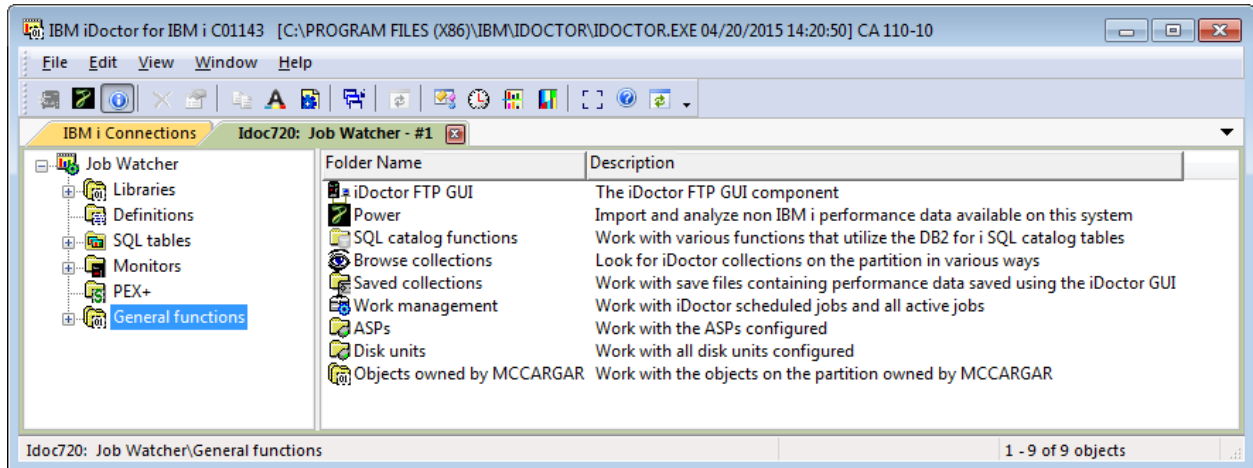 IBM iDoctor for IBM i C01143 [C:\PROGRAM FILES (X86)\IBM\IDOCTOR\IDOCTOR.EXE 04/20/2015 14:20:50] CA 110-10
File Edit View Window Help
IBM i Connections Idoc720: Job Watcher - #1
Job Watcher
Libraries
Definitions
SQL tables
Monitors
PEX+
General functions
Folder Name Description
iDoctor FTP GUI The iDoctor FTP GUI component
Power Import and analyze non IBM i performance data available on this system
SQL catalog functions Work with various functions that utilize the DB2 for i SQL catalog tables
Browse collections Look for iDoctor collections on the partition in various ways
Saved collections Work with save files containing performance data saved using the iDoctor GUI
Work management Work with iDoctor scheduled jobs and all active jobs
ASPs Work with the ASPs configured
Disk units Work with all disk units configured
Objects owned by MCCARGAR Work with the objects on the partition owned by MCCARGAR
Idoc720: Job Watcher\General functions 1 - 9 of 9 objects